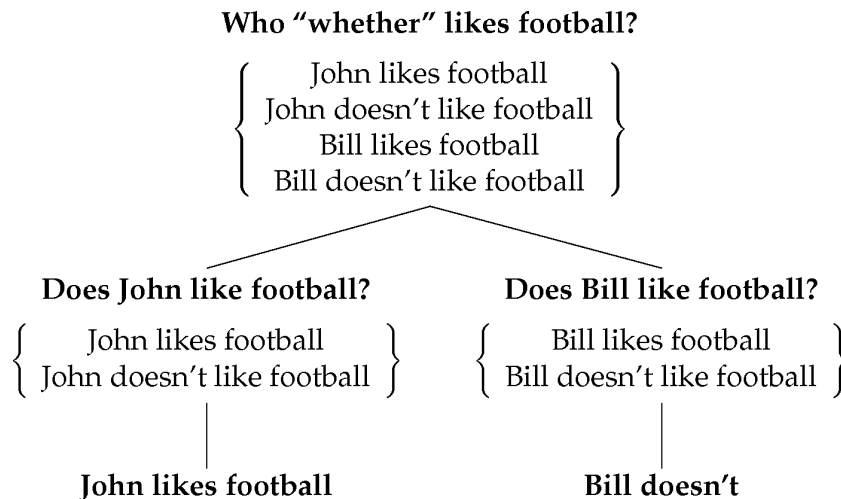 Who “whether” likes football?
John likes football
John doesn’t like football
Bill likes football
Bill doesn’t like football
Does John like football?
John likes football
John doesn’t like football
Does Bill like football?
Bill likes football
Bill doesn’t like football
John likes football
Bill doesn’t